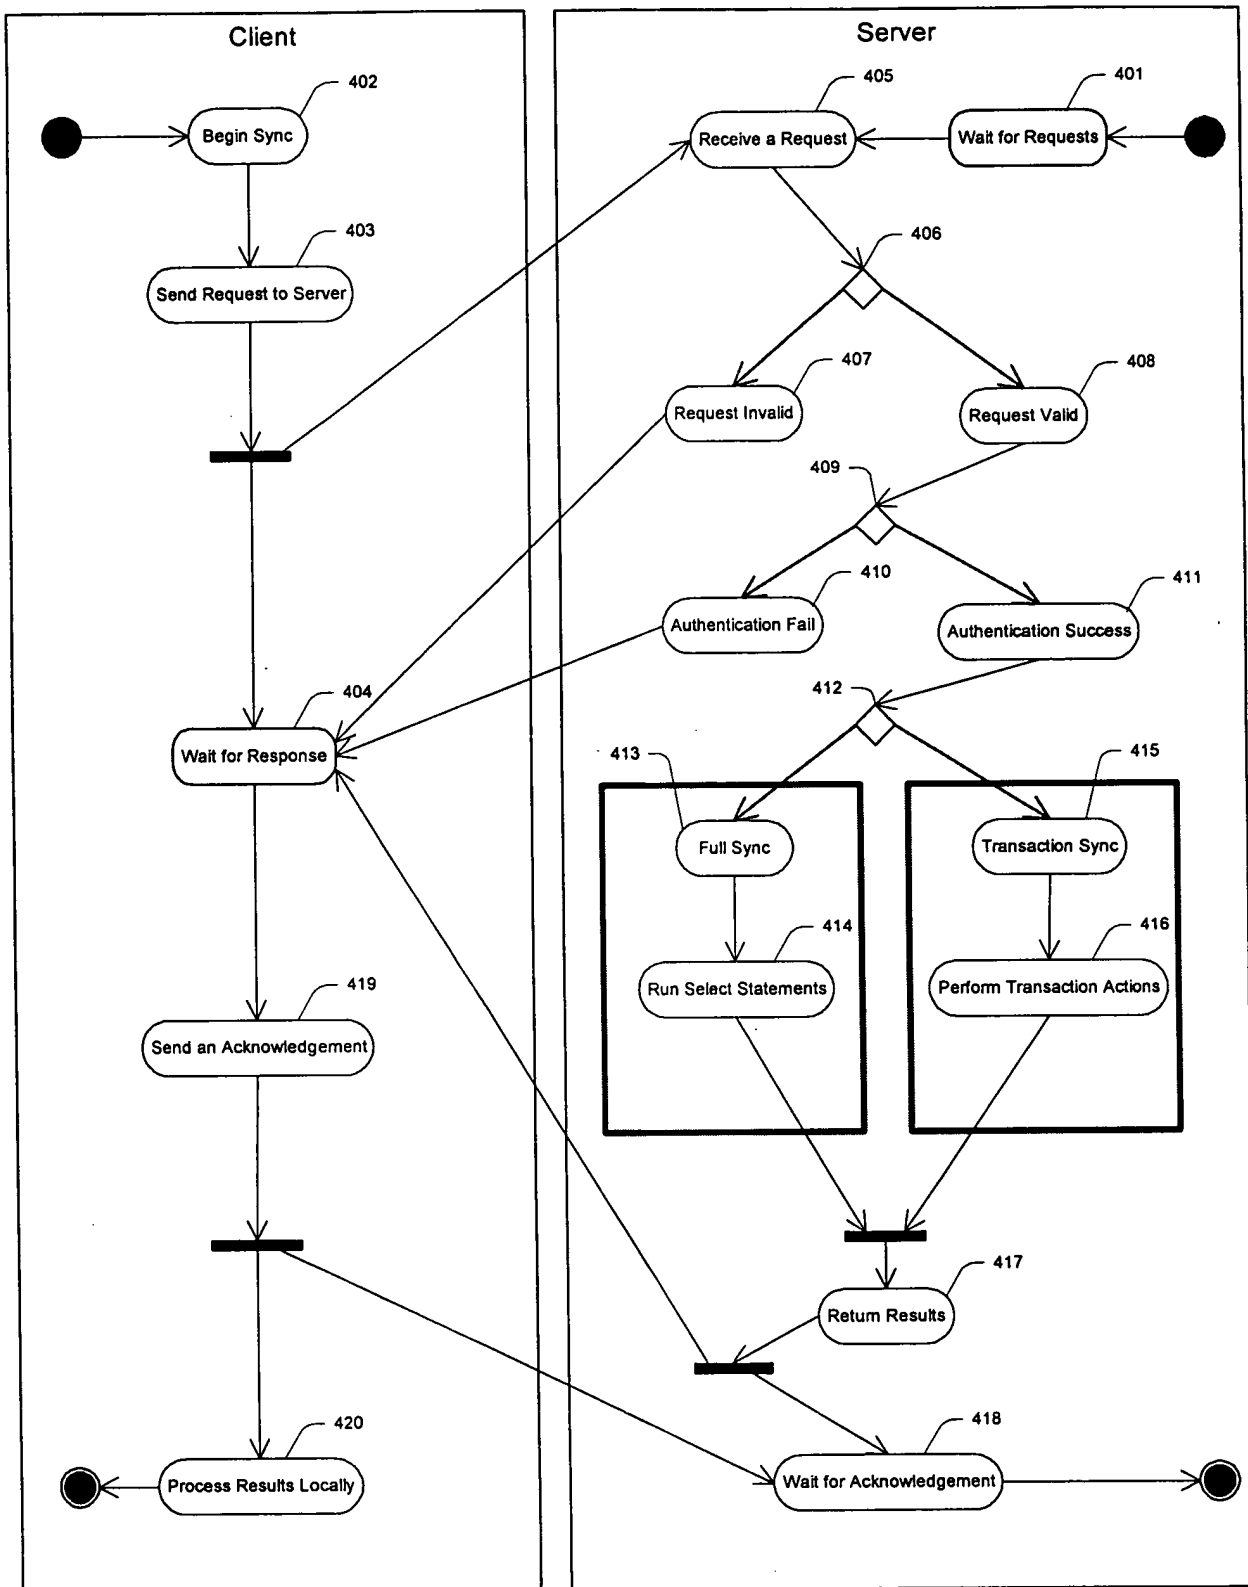 Client
Server
402
405
401
Begin Sync
Receive a Request
Wait for Requests
403
406
Send Request to Server
407
408
Request Invalid
Request Valid
409
410
411
Authentication Fail
Authentication Success
404
412
Wait for Response
413
415
Full Sync
Transaction Sync
414
416
Run Select Statements
Perform Transaction Actions
419
Send an Acknowledgement
417
Return Results
420
418
Process Results Locally
Wait for Acknowledgement